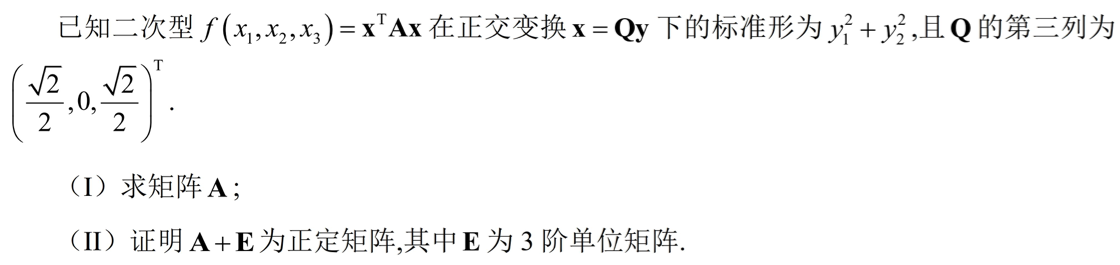 已知二次型 $f(x_1,x_2,x_3)=\mathbf{x}^{\mathrm{T}}\mathbf{A}\mathbf{x}$ 在正交变换 $\mathbf{x}=\mathbf{Q}\mathbf{y}$ 下的标准形为 $y_1^2+y_2^2$,且 $\mathbf{Q}$ 的第三列为
$\left(\frac{\sqrt{2}}{2},0,\frac{\sqrt{2}}{2}\right)^{\mathrm{T}}$.
（I）求矩阵 $\mathbf{A}$;
（II）证明 $\mathbf{A}+\mathbf{E}$ 为正定矩阵,其中 $\mathbf{E}$ 为 3 阶单位矩阵.